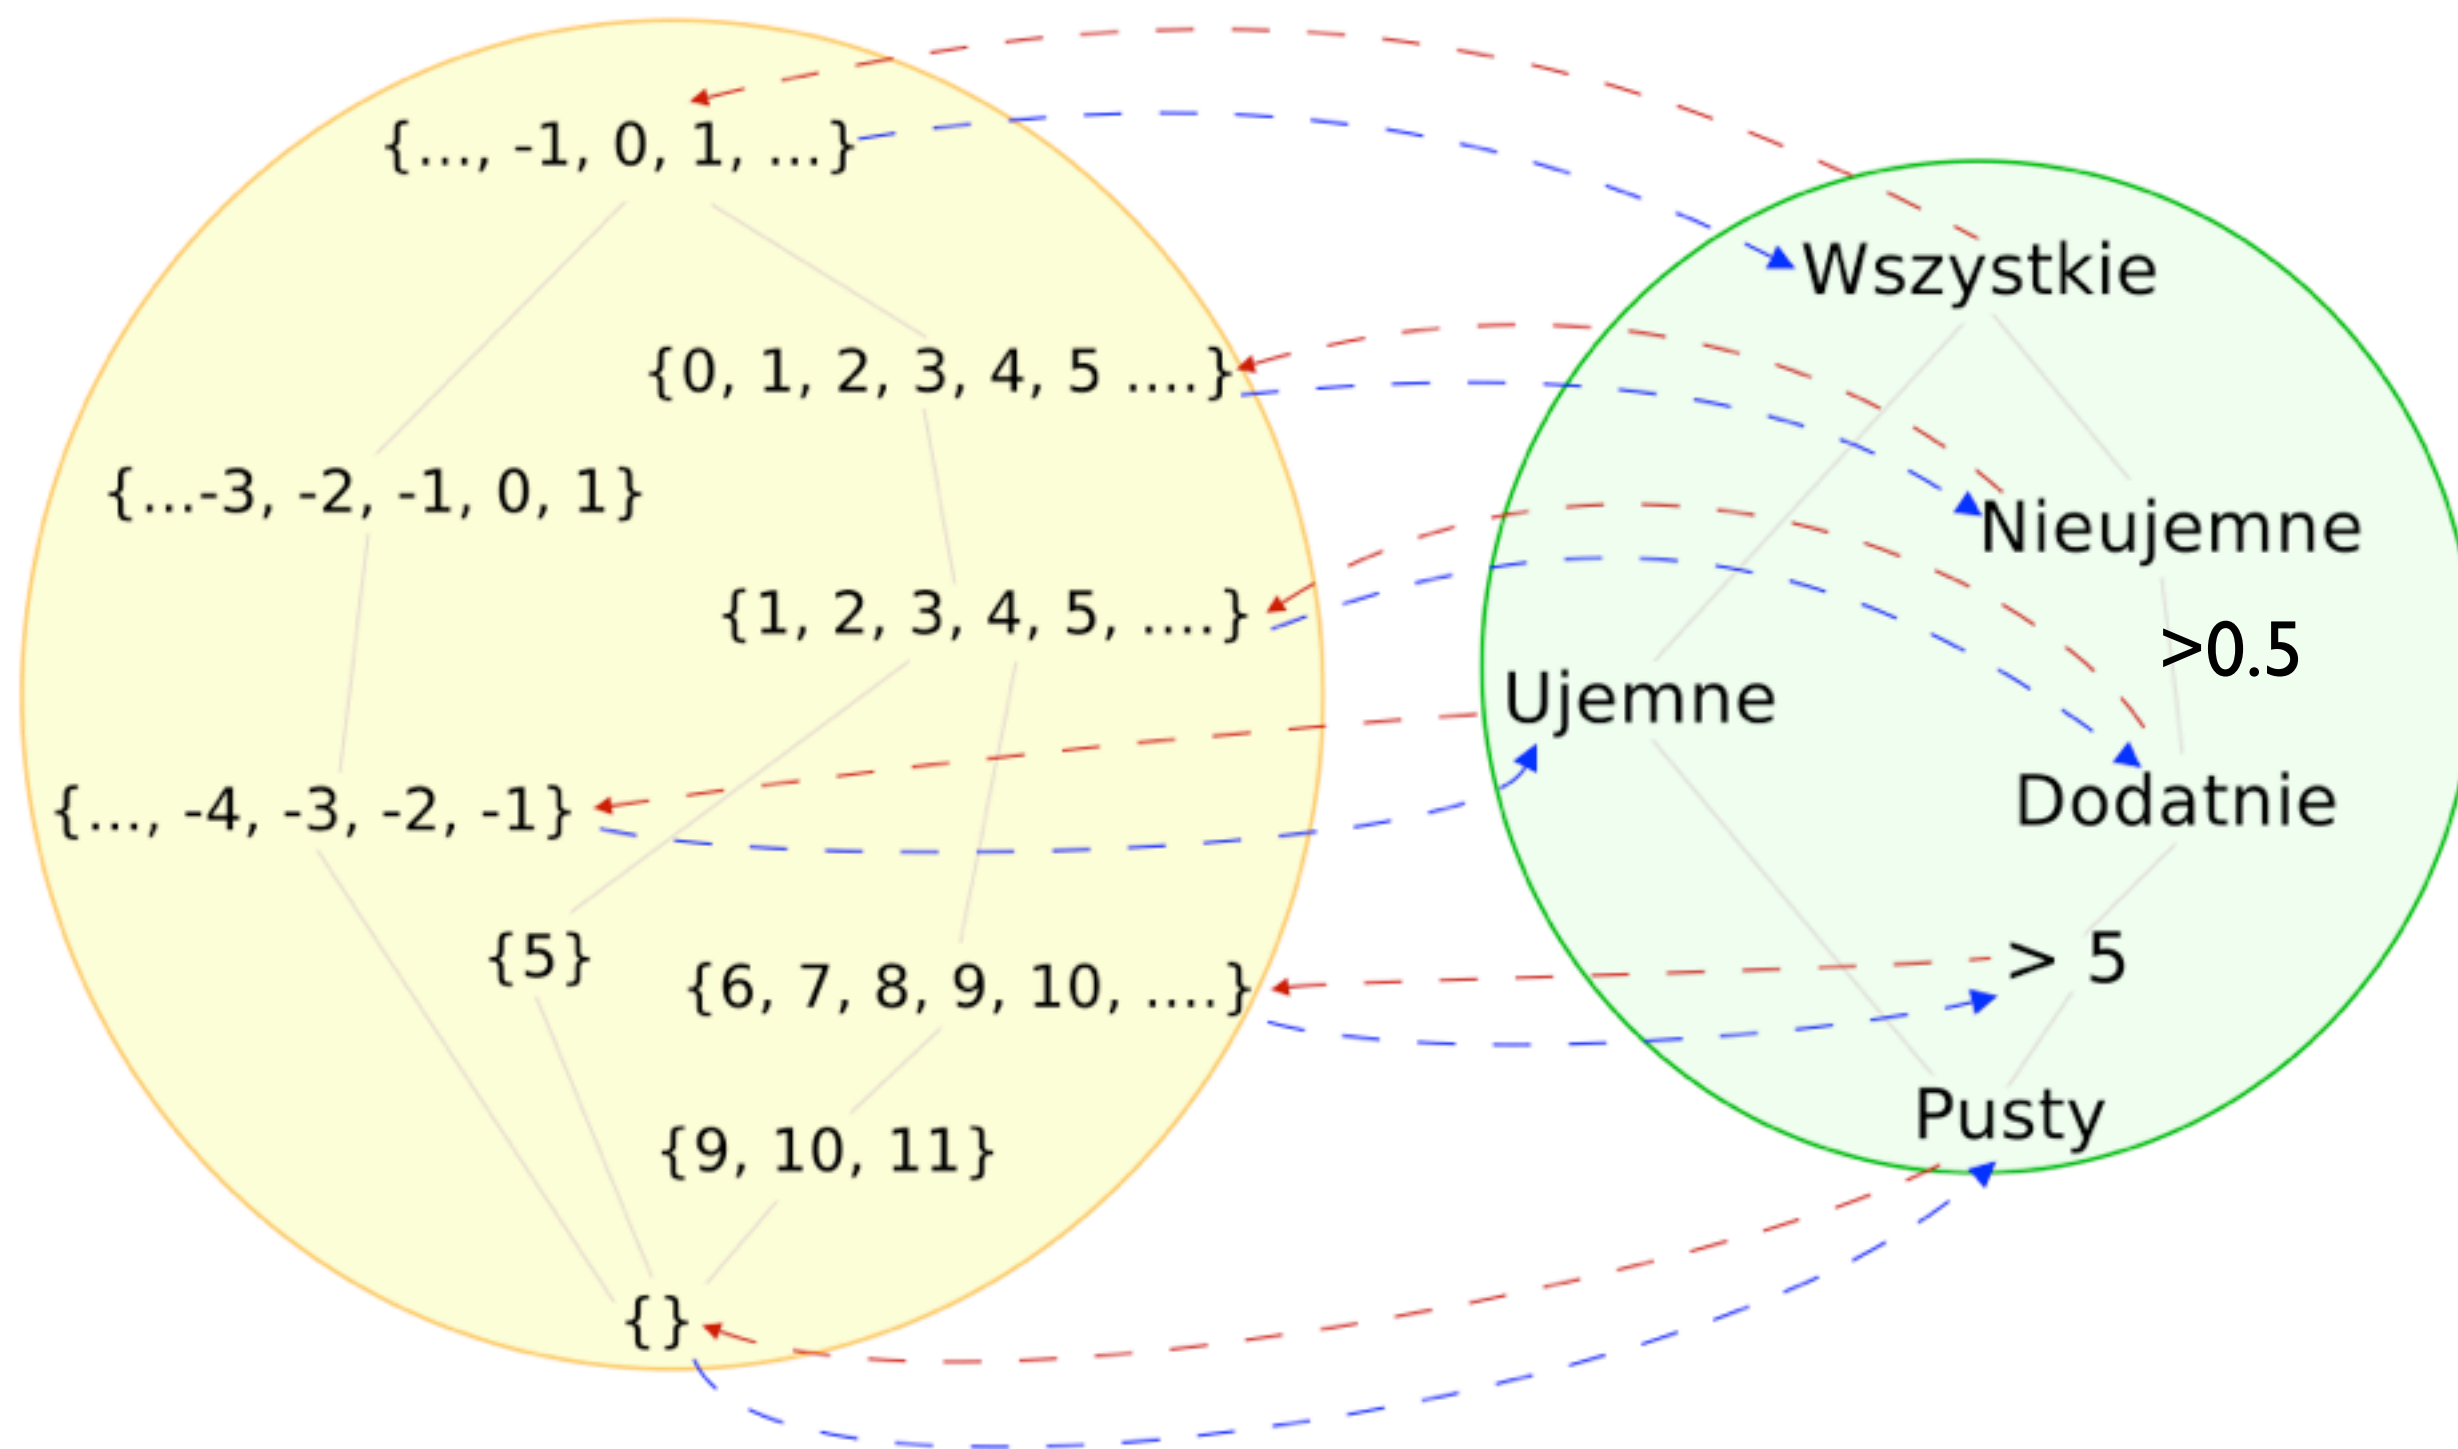 {..., -1, 0, 1, ...}
{0, 1, 2, 3, 4, 5 ....}
{...-3, -2, -1, 0, 1}
{1, 2, 3, 4, 5, ....}
{..., -4, -3, -2, -1}
{5}
{6, 7, 8, 9, 10, ....}
{9, 10, 11}
{}
Wszystkie
Nieujemne
>0.5
Ujemne
Dodatnie
> 5
Pusty